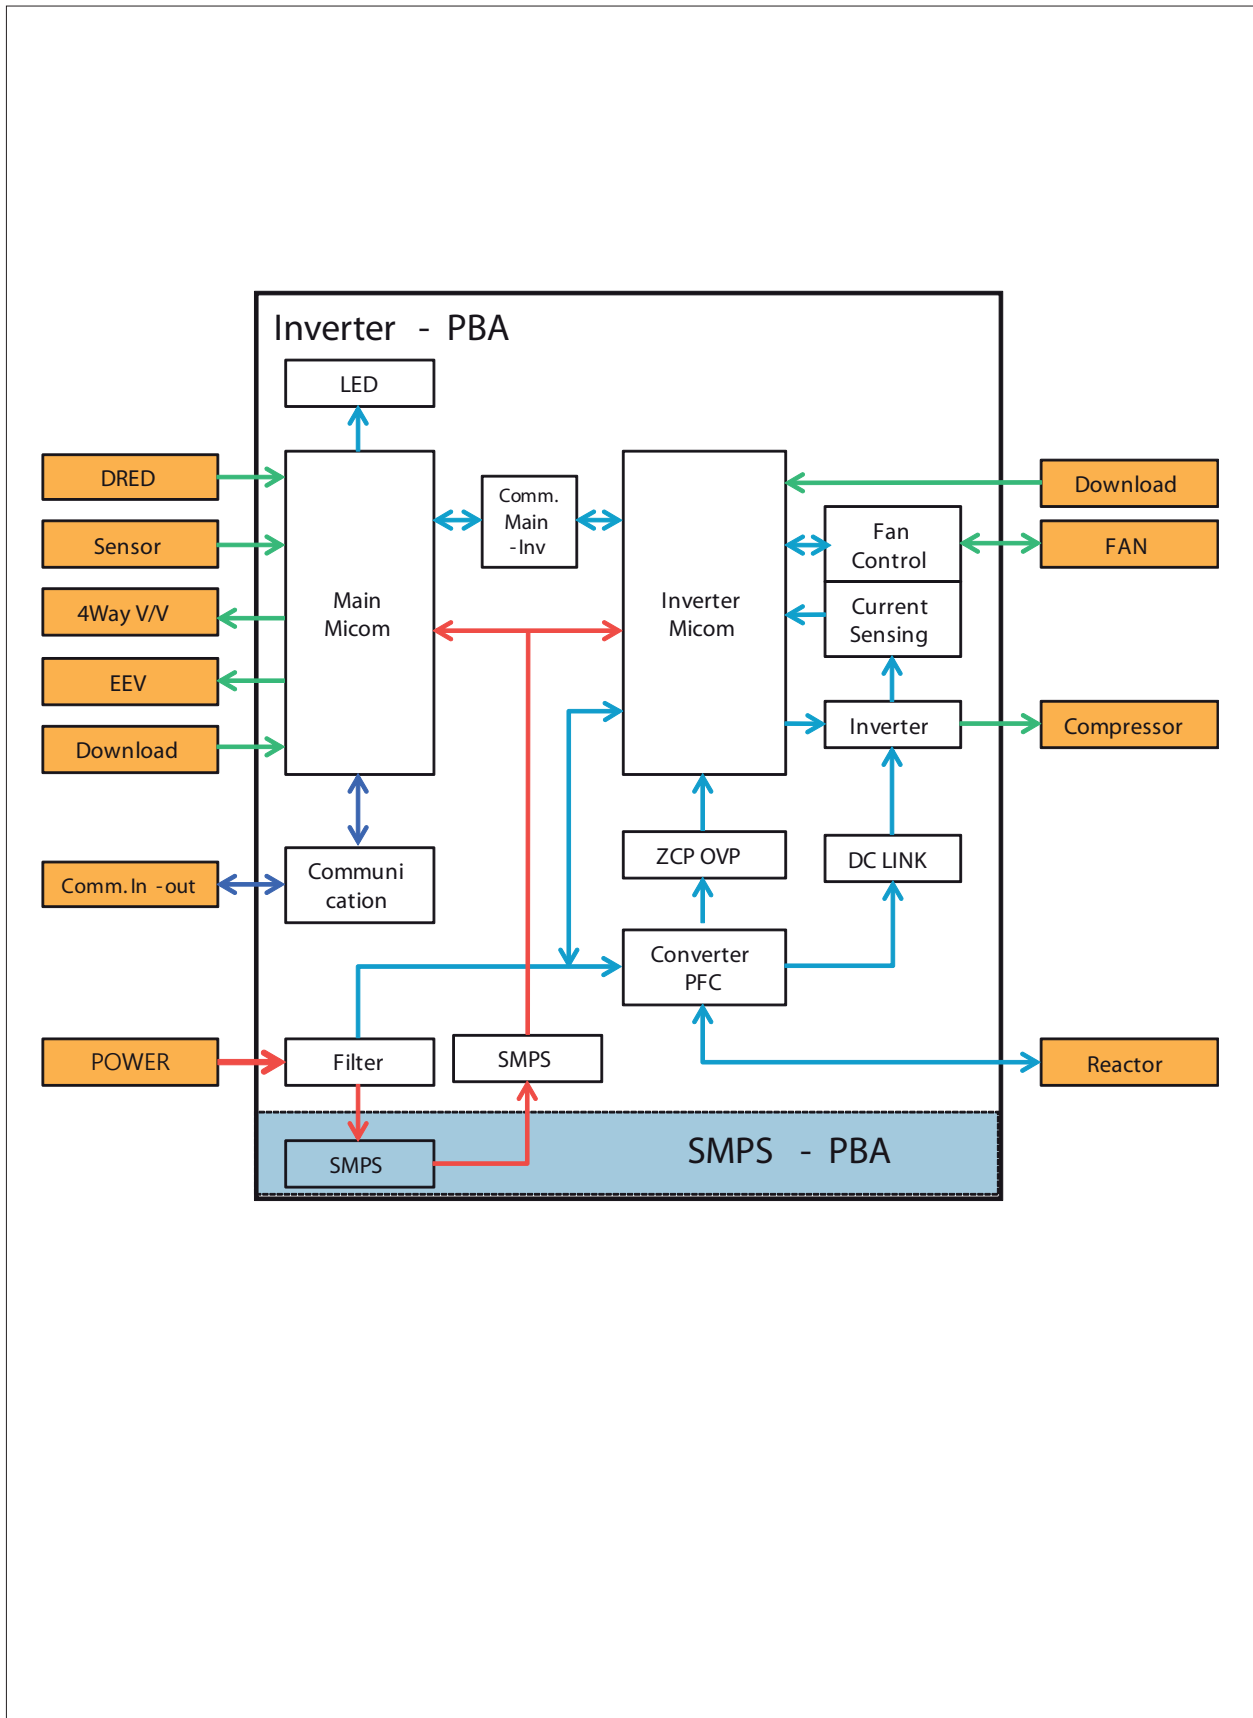 Inverter - PBA
LED
DRED
Sensor
4Way V/V
EEV
Download
Main
Micom
Comm.
Main
-Inv
Inverter
Micom
Fan
Control
Current
Sensing
Inverter
Download
FAN
Compressor
Comm. In -out
Communi
cation
ZCP OVP
DC LINK
Converter
PFC
POWER
Filter
SMPS
Reactor
SMPS
SMPS - PBA